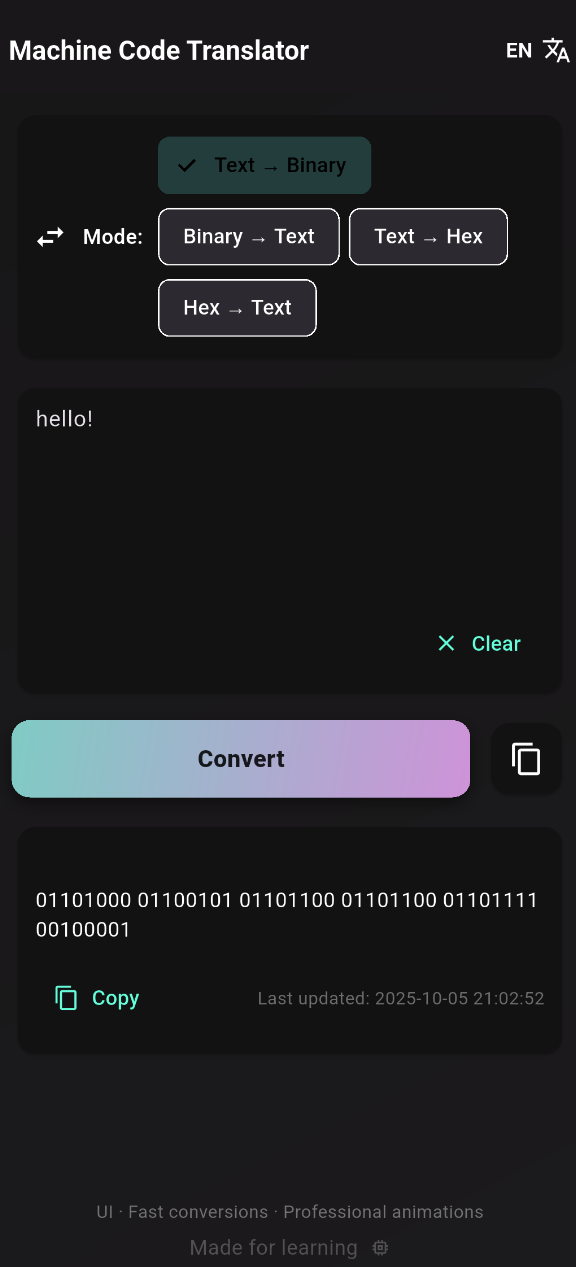 Machine Code Translator EN
Text → Binary
Mode: Binary → Text Text → Hex
Hex → Text
hello!
Clear
Convert
01101000 01100101 01101100 01101100 01101111
00100001
Copy Last updated: 2025-10-05 21:02:52
UI · Fast conversions · Professional animations
Made for learning